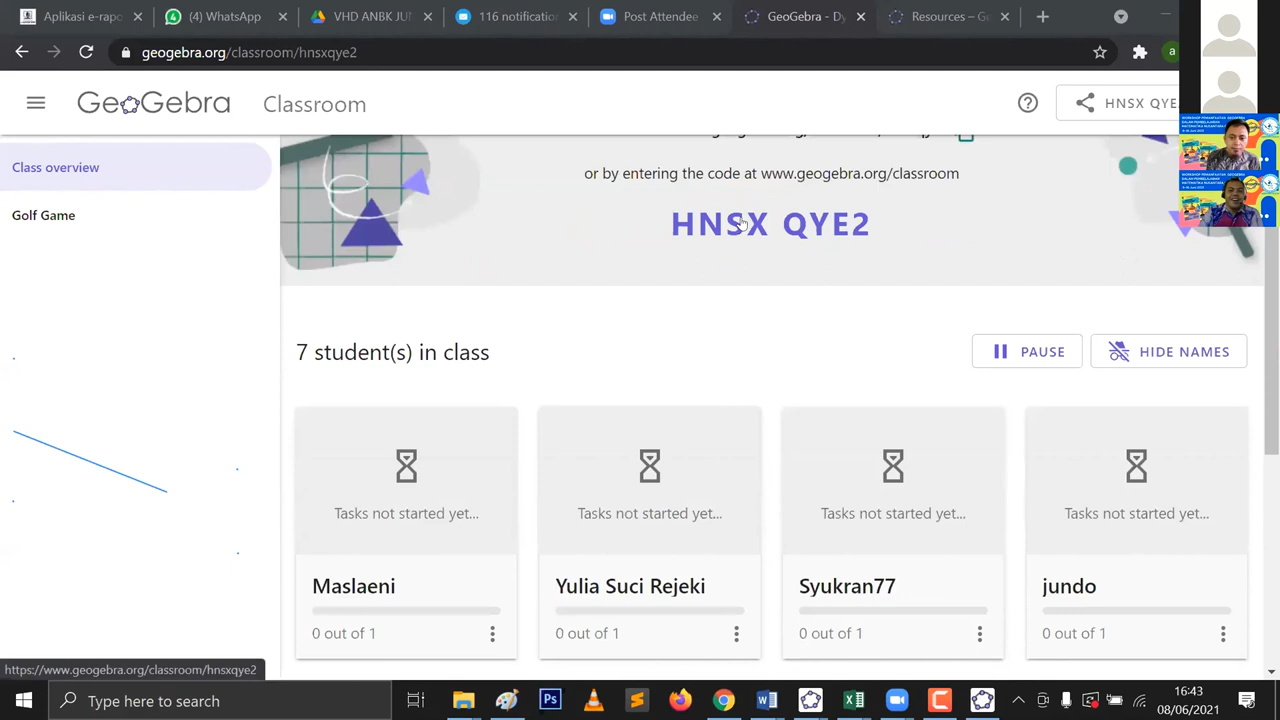 Aplikasi e-rapo
(4) WhatsApp
VHD ANBK JUN
116 notification
Post Attendee
GeoGebra - Dy
Resources – Ge
geogebra.org/classroom/hnsxqye2
GeoGebra Classroom
HNSX QYE
Class overview
Golf Game
or by entering the code at www.geogebra.org/classroom
HNSX QYE2
7 student(s) in class
PAUSE
HIDE NAMES
Tasks not started yet...
Tasks not started yet...
Tasks not started yet...
Tasks not started yet...
Maslaeni
Yulia Suci Rejeki
Syukran77
jundo
0 out of 1
0 out of 1
0 out of 1
0 out of 1
https://www.geogebra.org/classroom/hnsxqye2
Type here to search
16:43
08/06/2021